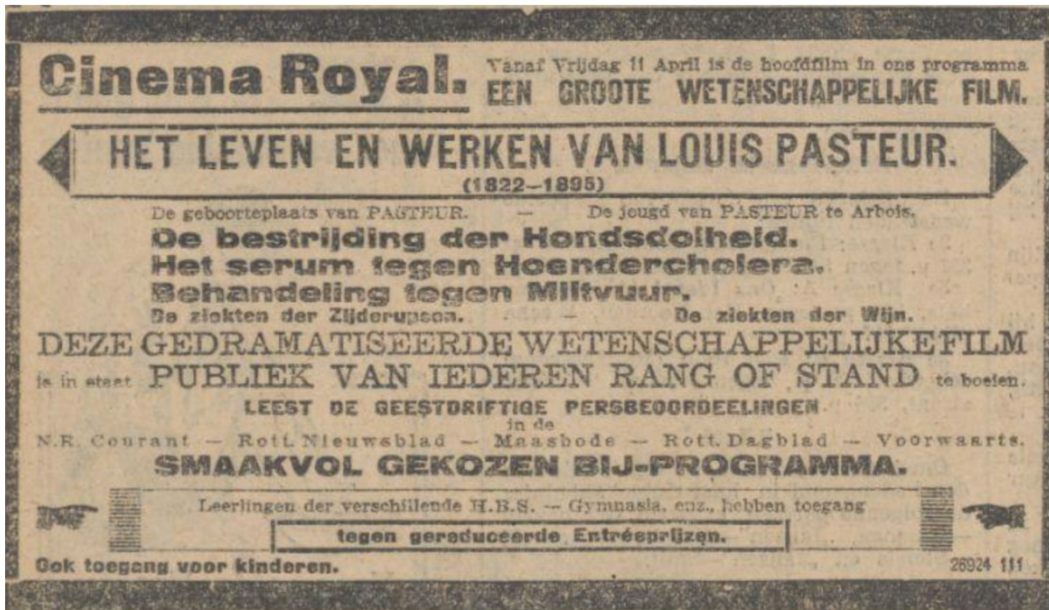 Cinema Royal.
Vanaf Vrijdag 11 April is de hoofdfilm in ons programma
EEN GROOTE WETENSCHAPPELIJKE FILM.
HET LEVEN EN WERKEN VAN LOUIS PASTEUR.
(1822—1895)
De geboorteplaats van PASTEUR. — De jeugd van PASTEUR te Arbois.
De bestrijding der Hondsdolheid.
Het serum tegen Hoendercholera.
Behandeling tegen Miltvuur.
De ziekten der Zijderupsen. De ziekten der Wijn.
DEZE GEDRAMATISEERDE WETENSCHAPPELIJKE FILM
is in staat PUBLIEK VAN IEDEREN RANG OF STAND te boeien.
LEEST DE GEESTDRIFTIGE PERSBEOORDEELINGEN
in de
N.R. Courant — Rott. Nieuwsblad — Maasbode — Rott. Dagblad — Voorwaarts.
SMAAKVOL GEKOZEN BIJ-PROGRAMMA.
Leerlingen der verschillende H.B.S. — Gymnasia, enz., hebben toegang
tegen gereduceerde Entréeprijzen.
Ook toegang voor kinderen.
26924 111